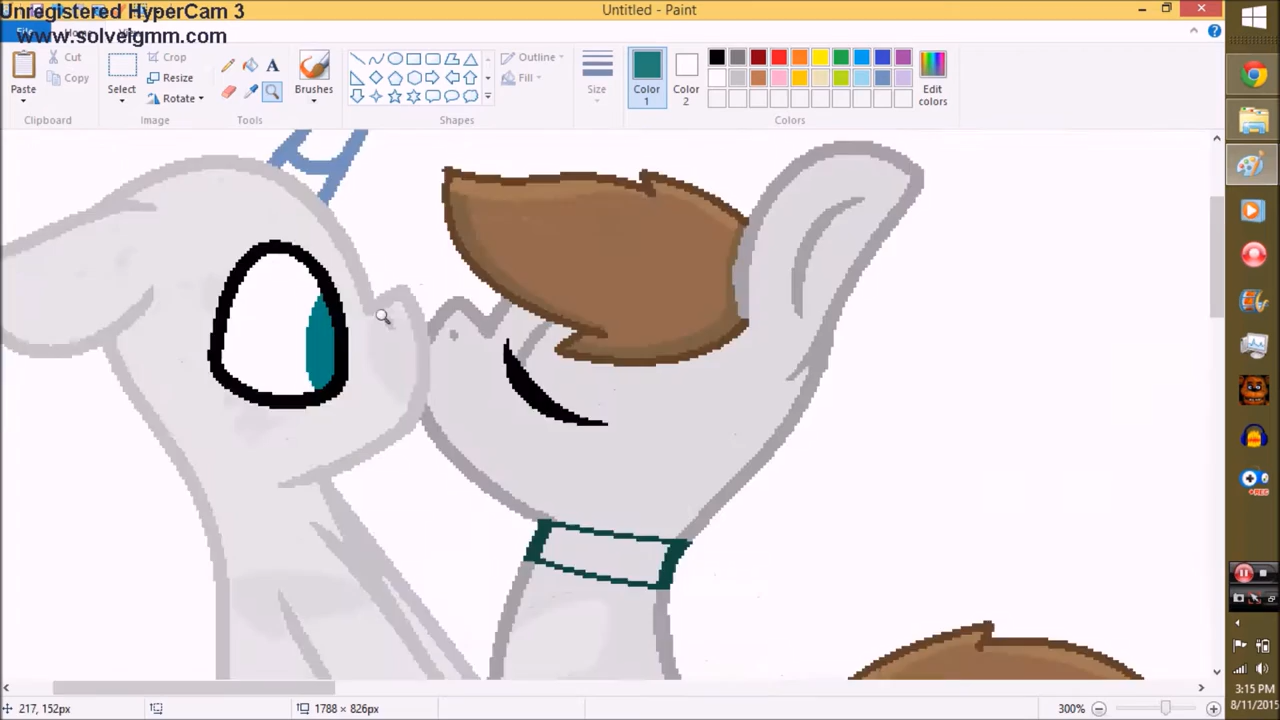 Unregistered HyperCam 3
Untitled - Paint
www.solveigmm.com
File
Paste
Cut
Copy
Clipboard
Select
Crop
Resize
Rotate
Image
Tools
Brushes
Outline
Fill
Shapes
Size
Color 1
Color 2
Edit colors
Colors
REC
217, 152px
1788 × 826px
300%
3:15 PM
8/11/2015